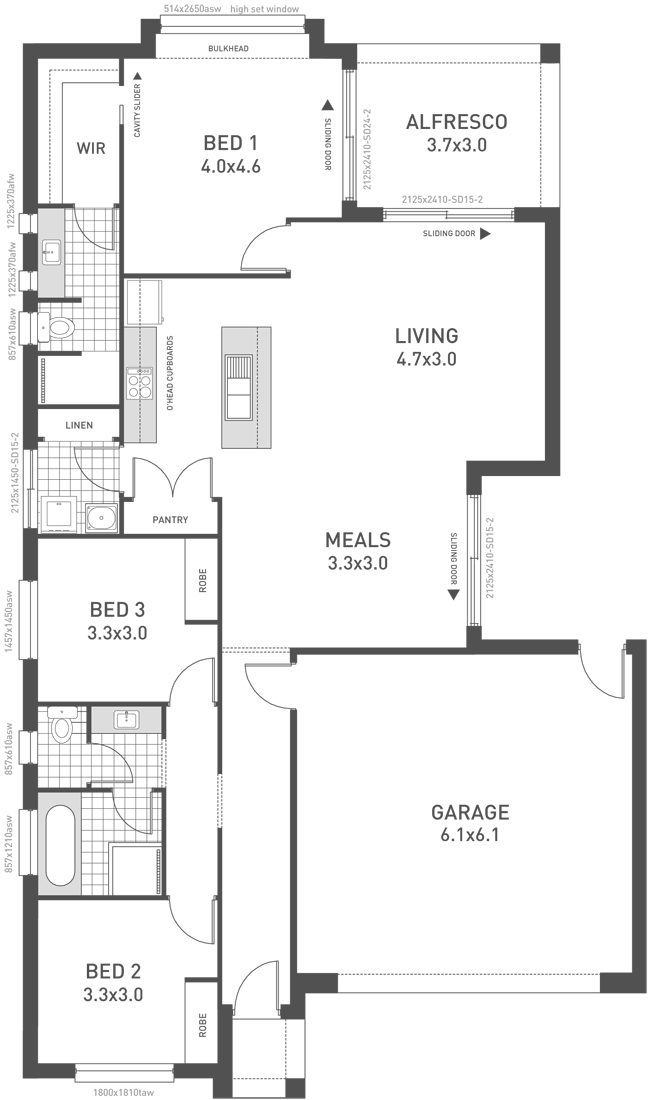 514x2650asw high set window
BULKHEAD
CAVITY SLIDER
WIR
BED 1
4.0x4.6
SLIDING DOOR
2125x2410-SD24-2
ALFRESCO
3.7x3.0
2125x2410-SD15-2
SLIDING DOOR
1225x370afw
1225x370afw
857x610asw
O'HEAD CUPBOARDS
LIVING
4.7x3.0
LINEN
2125x1450-SD15-2
PANTRY
MEALS
3.3x3.0
SLIDING DOOR
2125x2410-SD15-2
ROBE
BED 3
3.3x3.0
1457x1450asw
857x610asw
857x1210asw
GARAGE
6.1x6.1
BED 2
3.3x3.0
ROBE
1800x1810taw